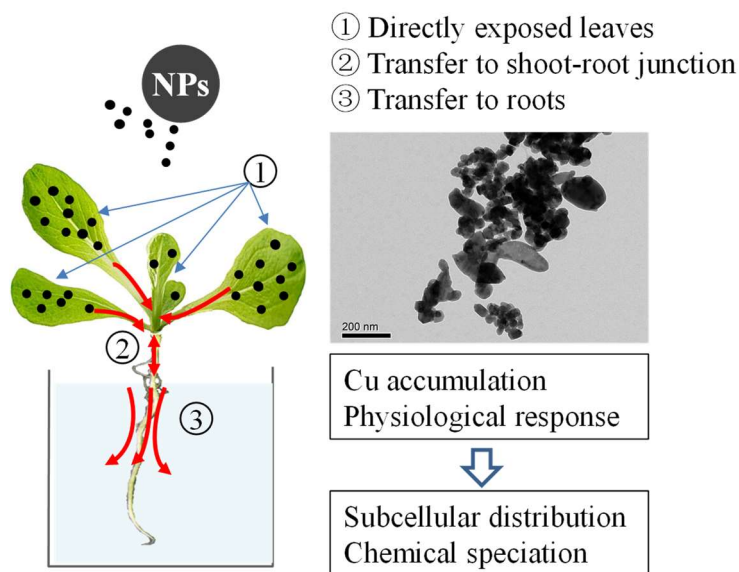 NPs
①
②
③
① Directly exposed leaves
② Transfer to shoot-root junction
③ Transfer to roots
200 nm
Cu accumulation
Physiological response
Subcellular distribution
Chemical speciation